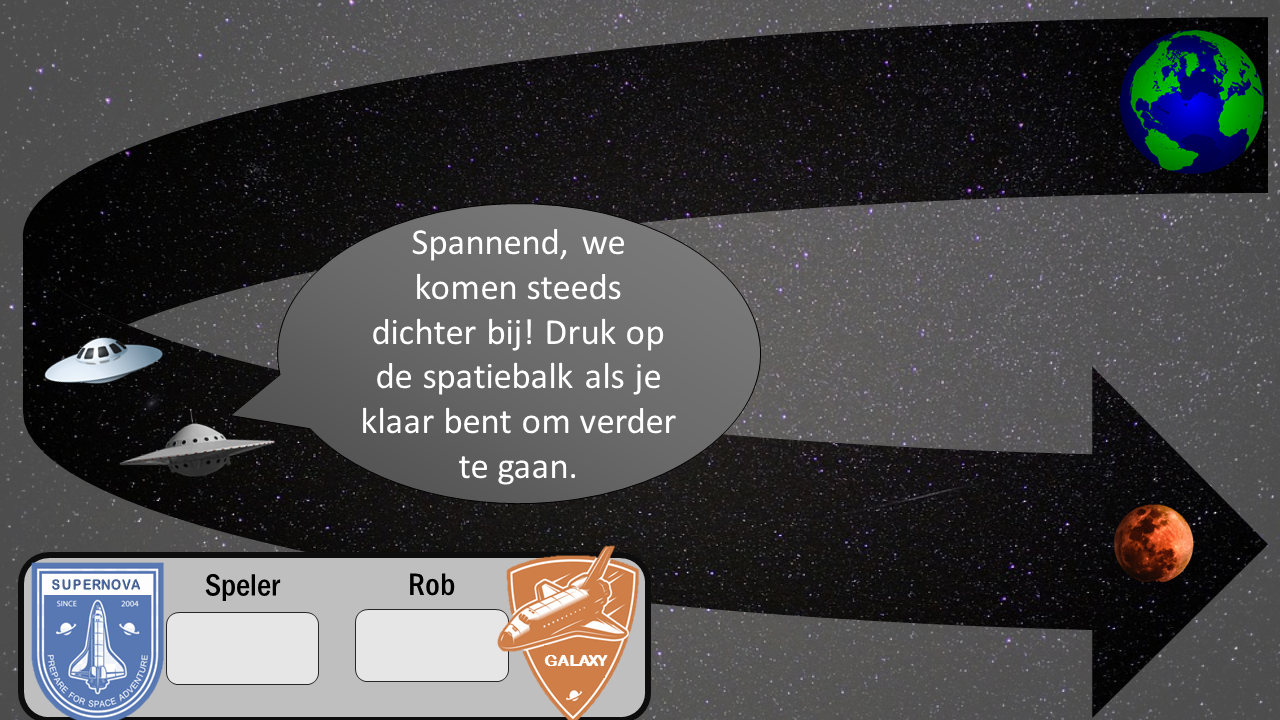 Spannend, we
komen steeds
dichter bij! Druk op
de spatiebalk als je
klaar bent om verder
te gaan.
Speler
Rob
SUPERNOVA
SINCE 2004
PREPARE FOR SPACE ADVENTURE
GALAXY